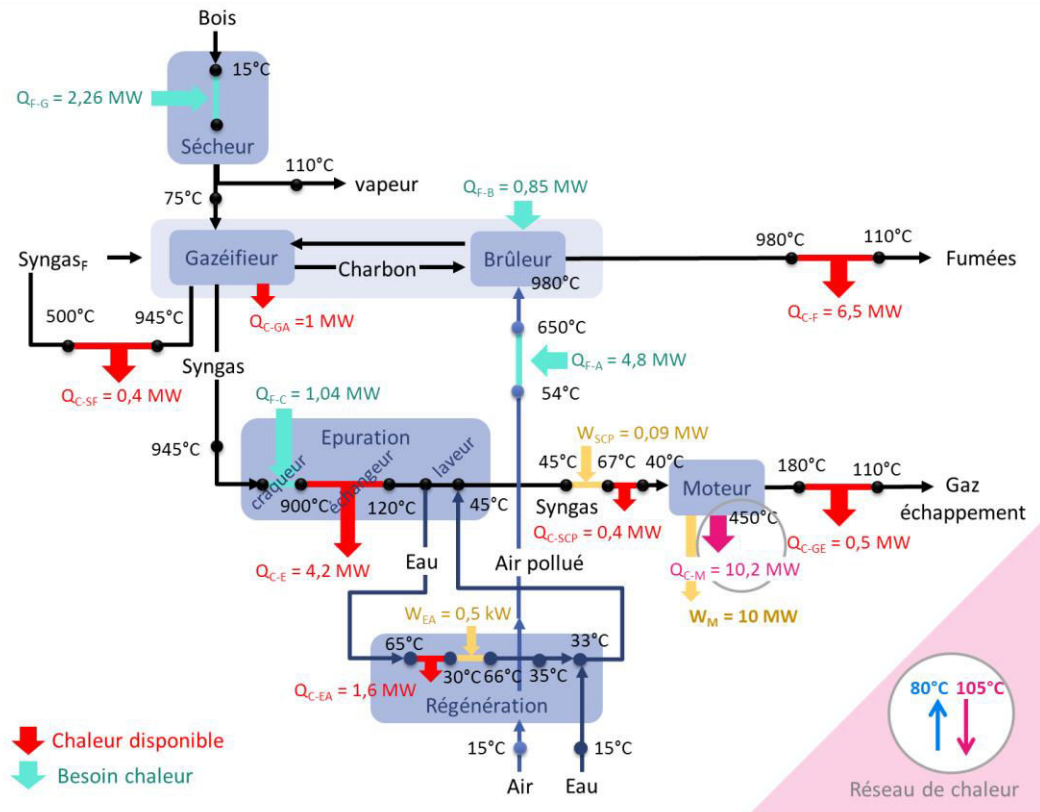 Bois
15°C
Q_F-G = 2,26 MW
Sécheur
110°C
vapeur
75°C
Q_F-B = 0,85 MW
Syngas_F
Gazéifieur
Charbon
Brûleur
980°C
110°C
Fumées
980°C
500°C
945°C
Q_C-GA =1 MW
650°C
Q_C-F = 6,5 MW
Syngas
Q_F-A = 4,8 MW
Q_C-SF = 0,4 MW
Q_F-C = 1,04 MW
54°C
Epuration
945°C
craqueur
échangeur
laveur
W_SCP = 0,09 MW
45°C
67°C
40°C
Moteur
180°C
110°C
Gaz
échappement
900°C
120°C
45°C
Syngas
450°C
Q_C-SCP = 0,4 MW
Q_C-GE = 0,5 MW
Q_C-E = 4,2 MW
Eau
Air pollué
Q_C-M = 10,2 MW
W_EA = 0,5 kW
W_M = 10 MW
65°C
33°C
30°C
66°C
35°C
Q_C-EA = 1,6 MW
Régénération
80°C
105°C
Chaleur disponible
15°C
15°C
Besoin chaleur
Air
Eau
Réseau de chaleur